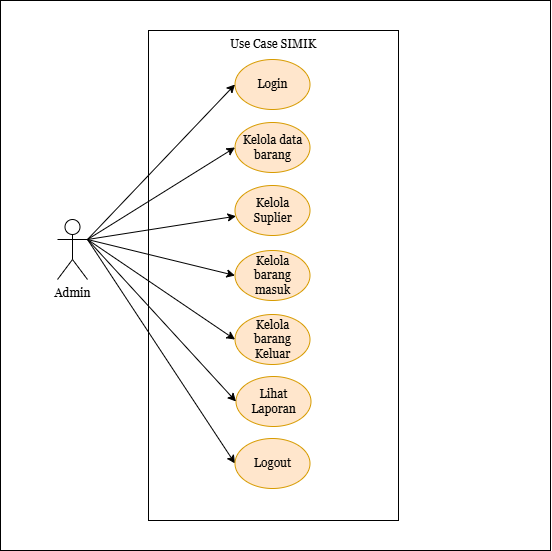 Use Case SIMIK
Login
Kelola data
barang
Kelola
Suplier
Kelola
barang
masuk
Kelola
barang
Keluar
Lihat
Laporan
Logout
Admin